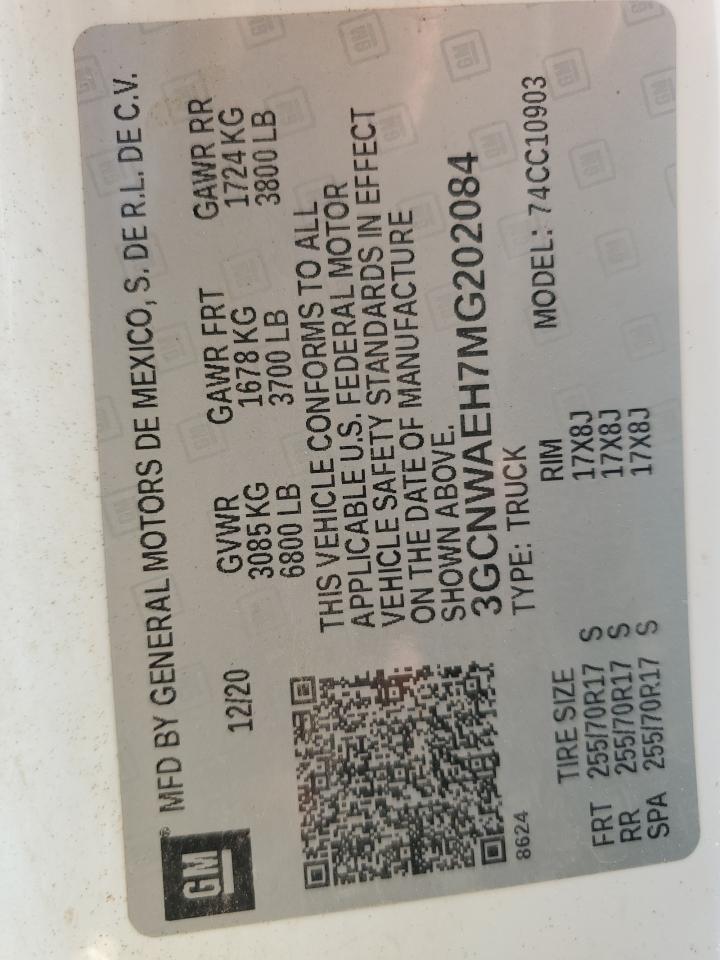 GM
MFD BY GENERAL MOTORS DE MEXICO, S. DE R.L. DE C.V.
12/20
GVWR GAWR FRT GAWR RR
3085 KG 1678 KG 1724 KG
6800 LB 3700 LB 3800 LB
THIS VEHICLE CONFORMS TO ALL
APPLICABLE U.S. FEDERAL MOTOR
VEHICLE SAFETY STANDARDS IN EFFECT
ON THE DATE OF MANUFACTURE
SHOWN ABOVE.
3GCNWAEH7MG202084
8624
TYPE: TRUCK MODEL: 74CC10903
TIRE SIZE RIM
FRT 255/70R17 S 17X8J
RR 255/70R17 S 17X8J
SPA 255/70R17 S 17X8J